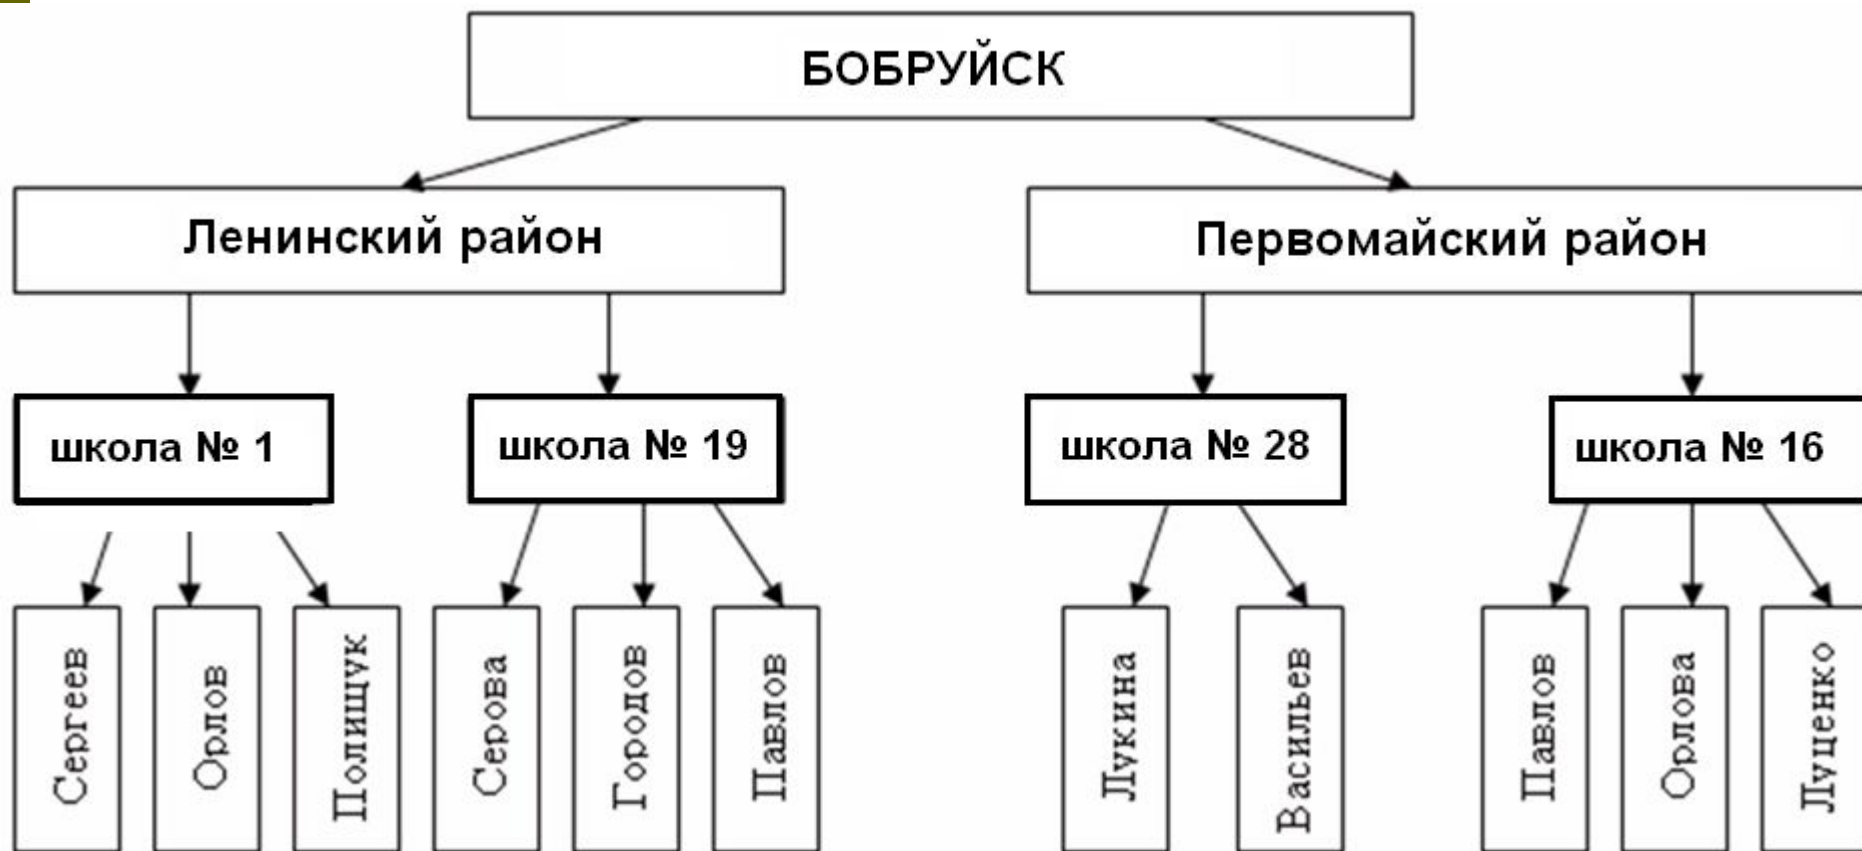 БОБРУЙСК
Ленинский район
Первомайский район
школа № 1
школа № 19
школа № 28
школа № 16
Сергеев
Орлов
Полищук
Серова
Городов
Павлов
Лукина
Васильев
Павлов
Орлова
Луценко